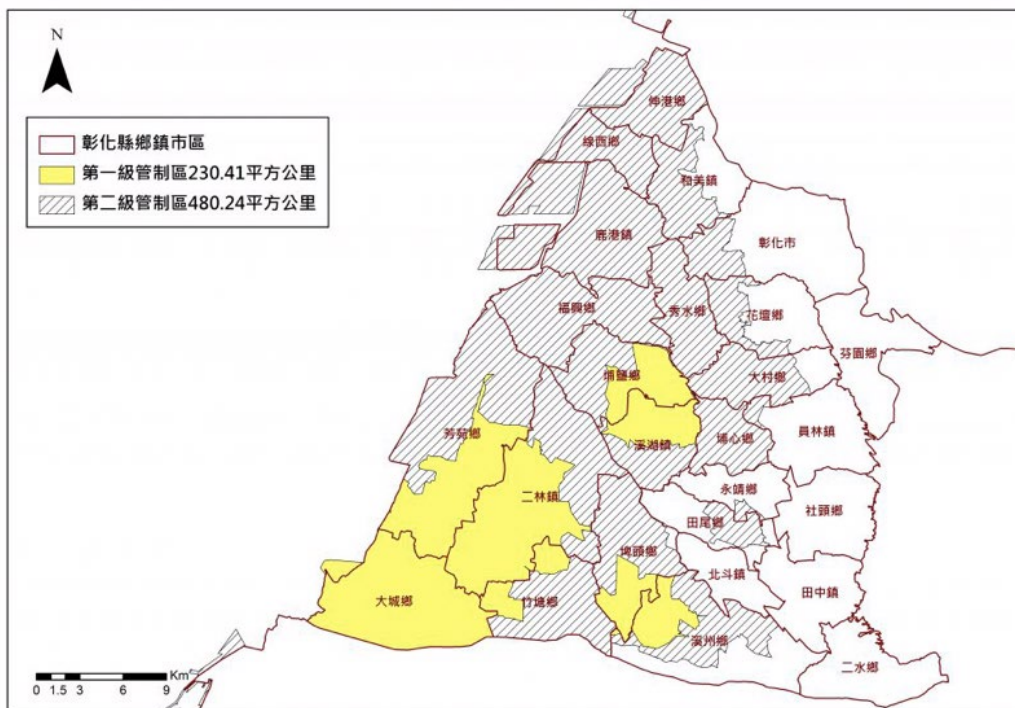 N
彰化縣鄉鎮市區
第一級管制區230.41平方公里
第二級管制區480.24平方公里
伸港鄉
線西鄉
和美鎮
鹿港鎮
彰化市
福興鄉
秀水鄉
花壇鄉
芬園鄉
埔鹽鄉
大村鄉
芳苑鄉
溪湖鎮
埔心鄉
員林鎮
二林鎮
永靖鄉
田尾鄉
社頭鄉
埤頭鄉
北斗鎮
大城鄉
竹塘鄉
田中鎮
溪州鄉
二水鄉
Km
0 1.5 3 6 9